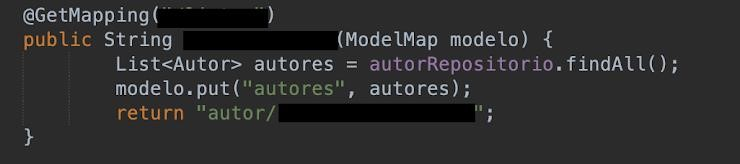 @GetMapping(")
public String (ModelMap modelo) {
List<Autor> autores = autorRepositorio.findAll();
modelo.put("autores", autores);
return "autor/";
}